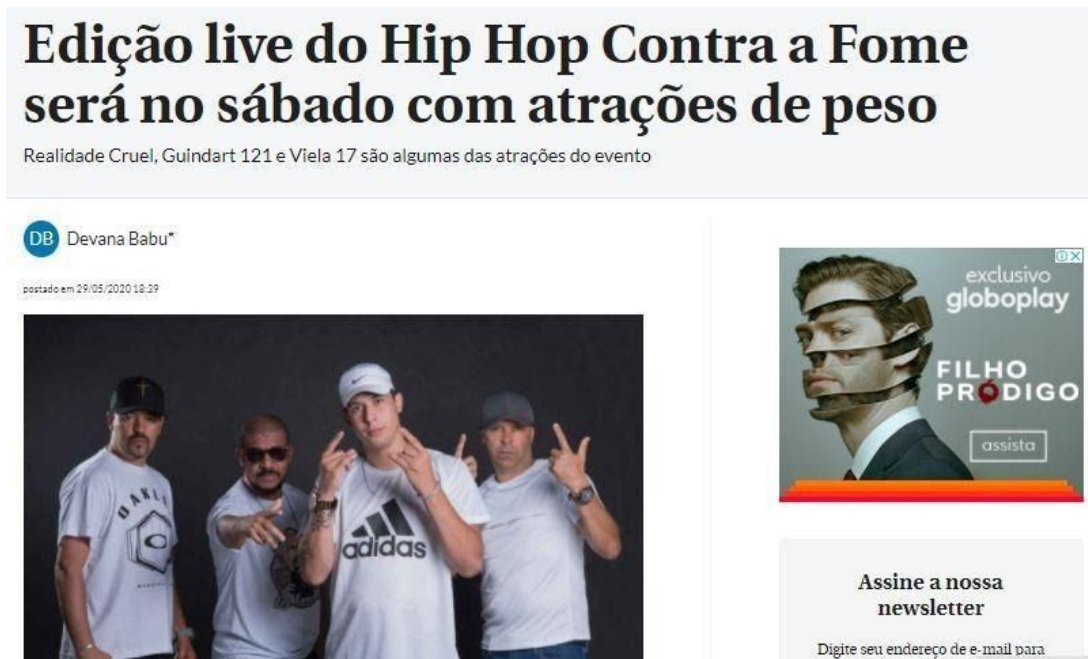 Edição live do Hip Hop Contra a Fome
será no sábado com atrações de peso
Realidade Cruel, Guindart 121 e Viela 17 são algumas das atrações do evento
DB Devana Babu*
postado em 29/05/2020 18:39
OAKLEY
adidas
exclusivo
globoplay
FILHO
PRÓDIGO
assista
Assine a nossa
newsletter
Digite seu endereço de e-mail para